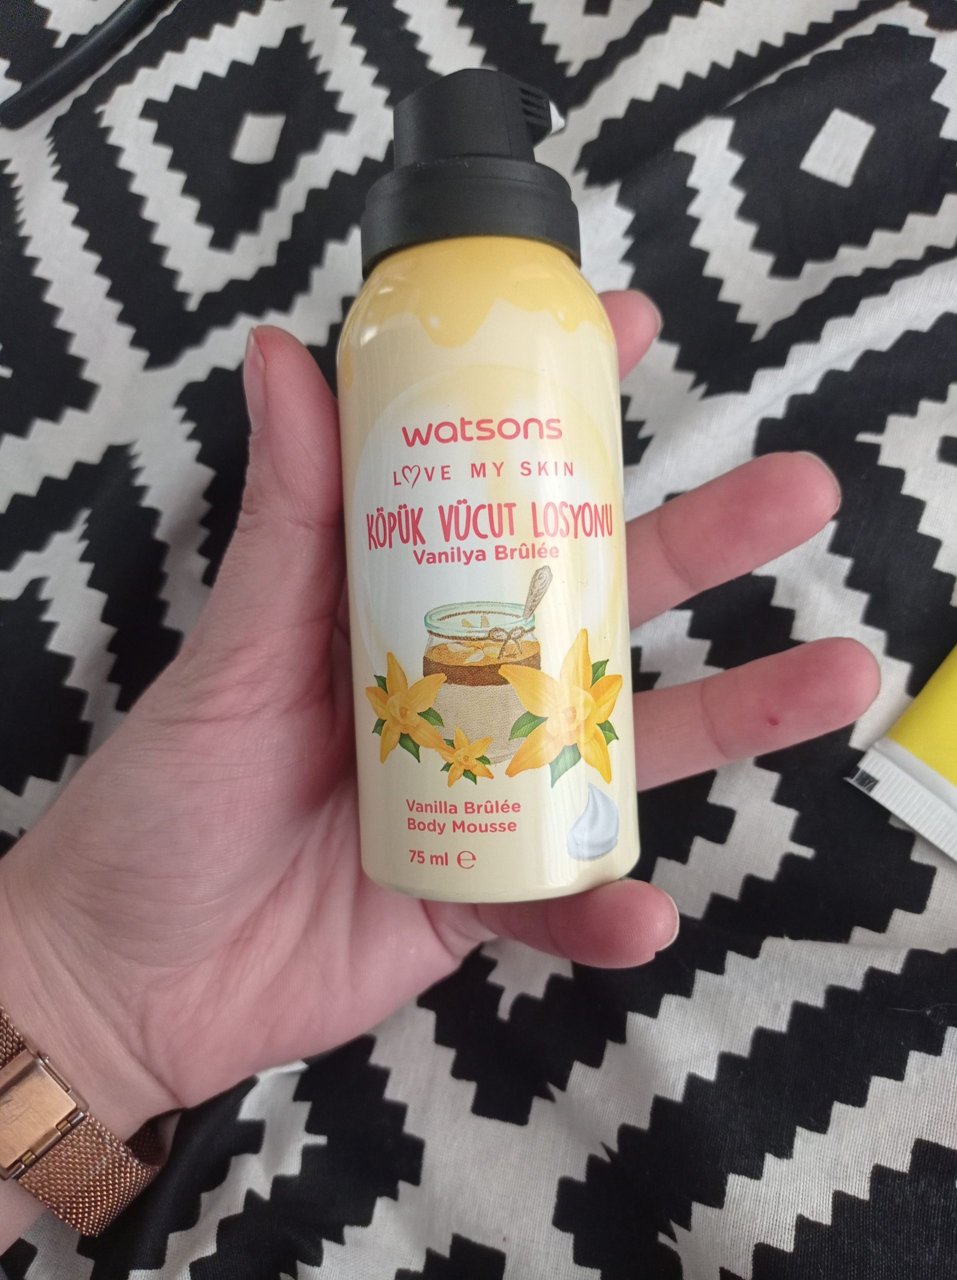 watsons
LOVE MY SKIN
KÖPÜK VÜCUT LOSYONU
Vanilya Brûlée
Vanilla Brûlée
Body Mousse
75 ml ℮